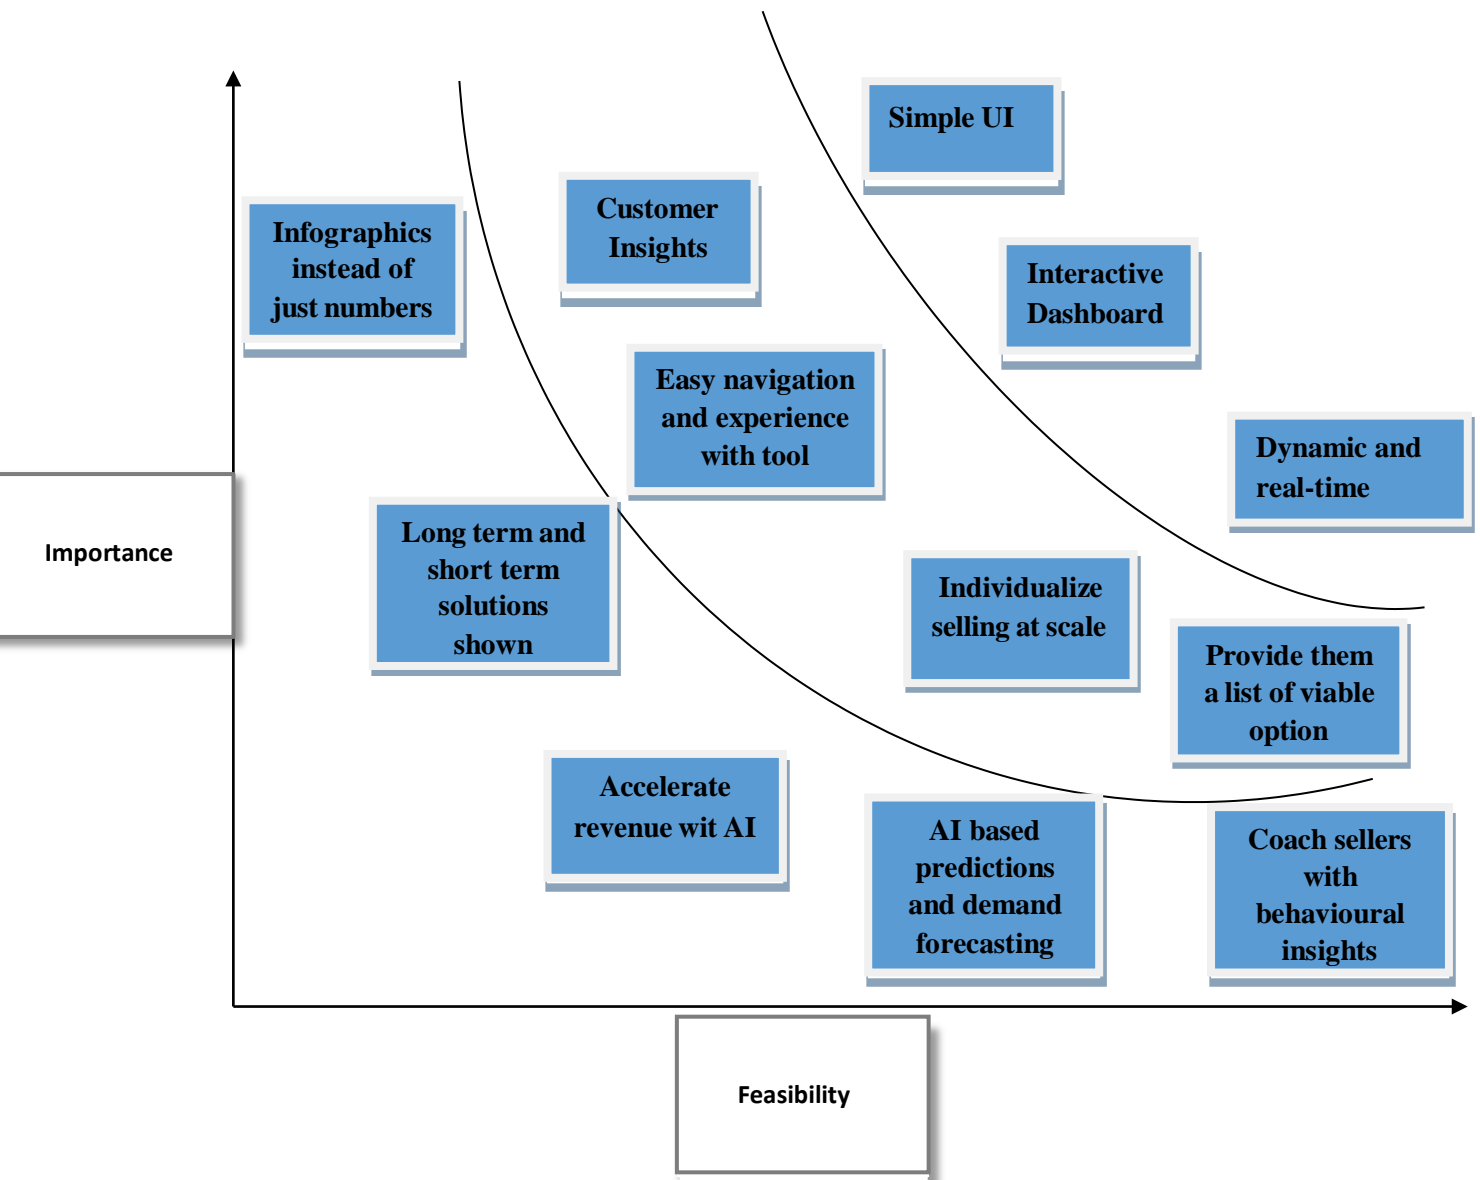 Simple UI
Customer
Insights
Infographics
instead of
just numbers
Interactive
Dashboard
Easy navigation
and experience
with tool
Dynamic and
real-time
Importance
Long term and
short term
solutions
shown
Individualize
selling at scale
Provide them
a list of viable
option
Accelerate
revenue wit AI
AI based
predictions
and demand
forecasting
Coach sellers
with
behavioural
insights
Feasibility